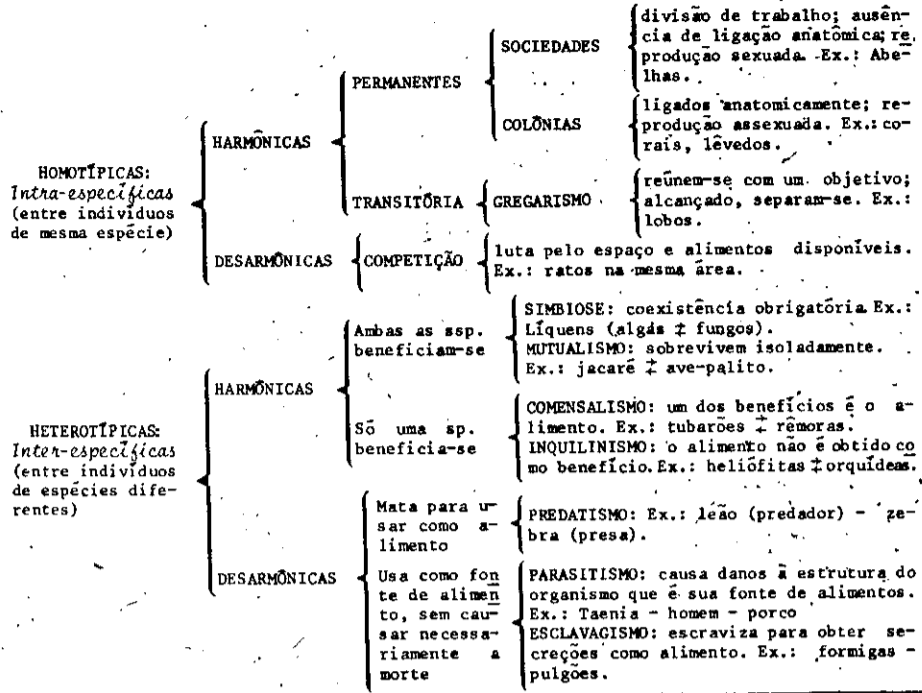 HOMOTÍPICAS:
Intra-específicas
(entre indivíduos
de mesma espécie)
HARMÔNICAS
PERMANENTES
SOCIEDADES
divisão de trabalho; ausên-
cia de ligação anatômica; re
produção sexuada. Ex.: Abe-
lhas.
COLÔNIAS
ligados anatomicamente; re-
produção assexuada. Ex.: co-
rais, lêvedos.
TRANSITÓRIA
GREGARISMO
reúnem-se com um objetivo;
alcançado, separam-se. Ex.:
lobos.
DESARMÔNICAS
COMPETIÇÃO
luta pelo espaço e alimentos disponíveis.
Ex.: ratos na mesma área.
HETEROTÍPICAS:
Inter-específicas
(entre indivíduos
de espécies dife-
rentes)
HARMÔNICAS
Ambas as ssp.
beneficiam-se
SIMBIOSE: coexistência obrigatória Ex.:
Líquens (algas ‡ fungos).
MUTUALISMO: sobrevivem isoladamente.
Ex.: jacaré ‡ ave-palito.
Só uma sp.
beneficia-se
COMENSALISMO: um dos benefícios é o a-
limento. Ex.: tubarões ‡ rêmoras.
INQUILINISMO: o alimento não é obtido co
mo benefício. Ex.: heliófitas ‡ orquídeas.
DESARMÔNICAS
Mata para u-
sar como a-
limento
PREDATISMO: Ex.: leão (predador) - ze-
bra (presa).
Usa como fon
te de alimen
to, sem cau-
sar necessa-
riamente a
morte
PARASITISMO: causa danos à estrutura do
organismo que é sua fonte de alimentos.
Ex.: Taenia - homem - porco
ESCLAVAGISMO: escraviza para obter se-
creções como alimento. Ex.: formigas -
pulgões.